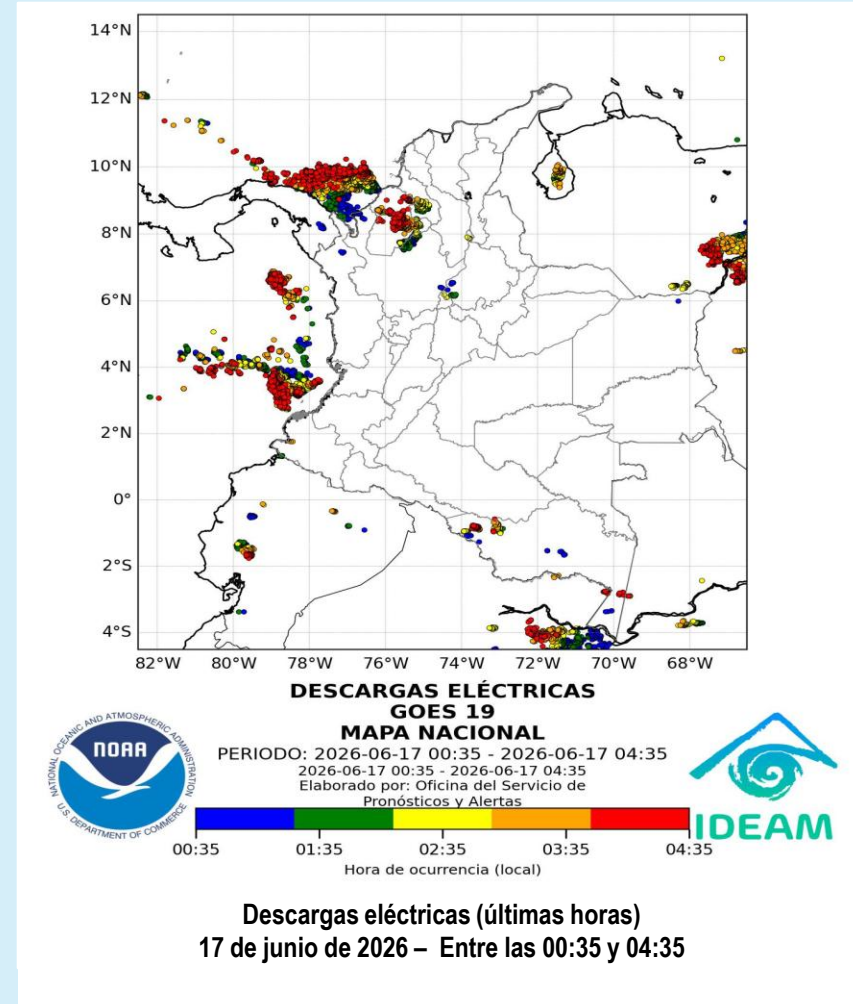 14°N
12°N
10°N
8°N
6°N
4°N
2°N
0°
2°S
4°S
82°W 80°W 78°W 76°W 74°W 72°W 70°W 68°W
DESCARGAS ELÉCTRICAS
GOES 19
MAPA NACIONAL
PERIODO: 2026-06-17 00:35 - 2026-06-17 04:35
2026-06-17 00:35 - 2026-06-17 04:35
Elaborado por: Oficina del Servicio de
Pronósticos y Alertas
NATIONAL OCEANIC AND ATMOSPHERIC ADMINISTRATION
NOAA
U.S. DEPARTMENT OF COMMERCE
IDEAM
00:35 01:35 02:35 03:35 04:35
Hora de ocurrencia (local)
Descargas eléctricas (últimas horas)
17 de junio de 2026 – Entre las 00:35 y 04:35